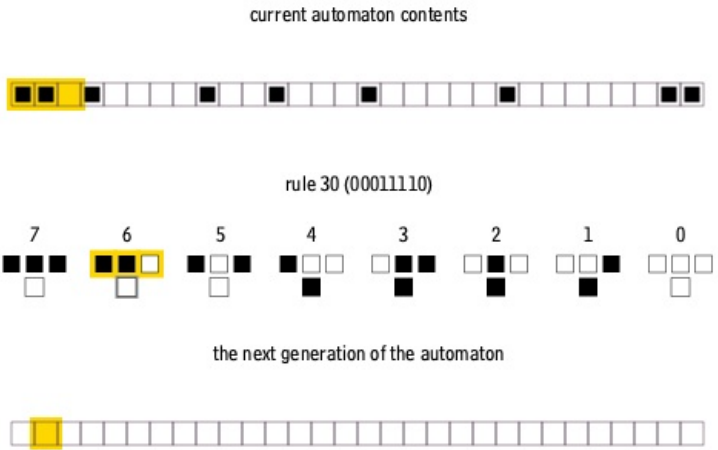 current automaton contents
rule 30 (00011110)
7 6 5 4 3 2 1 0
the next generation of the automaton